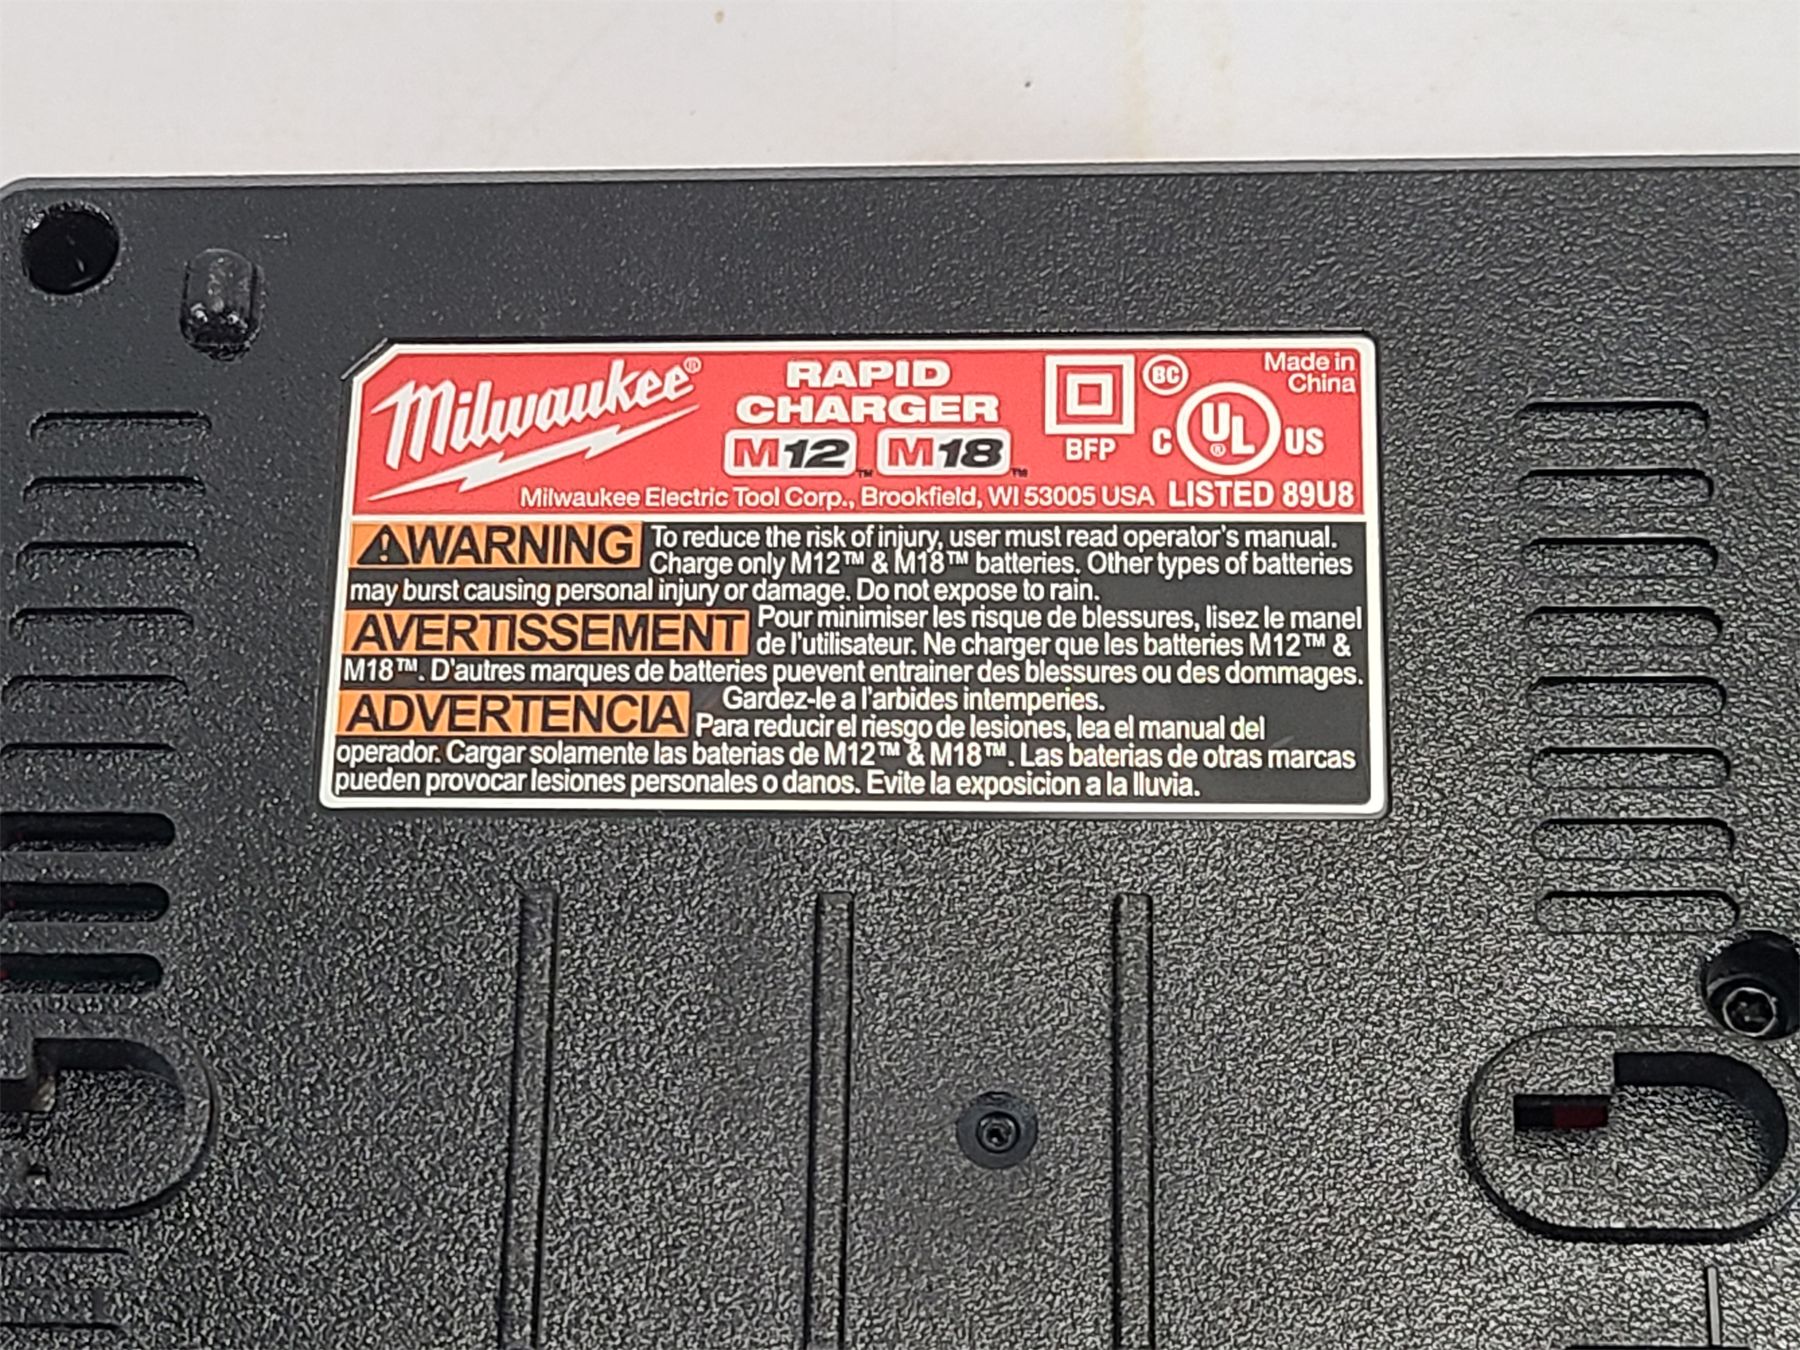 Milwaukee®
RAPID
CHARGER
M12™ M18™
BFP
BC
C UL® US
Made in
China
Milwaukee Electric Tool Corp., Brookfield, WI 53005 USA LISTED 89U8
WARNING To reduce the risk of injury, user must read operator's manual.
Charge only M12™ & M18™ batteries. Other types of batteries
may burst causing personal injury or damage. Do not expose to rain.
AVERTISSEMENT Pour minimiser les risque de blessures, lisez le manel
de l'utilisateur. Ne charger que les batteries M12™ &
M18™. D'autres marques de batteries puevent entrainer des blessures ou des dommages.
Gardez-le a l'arbides intemperies.
ADVERTENCIA Para reducir el riesgo de lesiones, lea el manual del
operador. Cargar solamente las baterias de M12™ & M18™. Las baterias de otras marcas
pueden provocar lesiones personales o danos. Evite la exposicion a la lluvia.